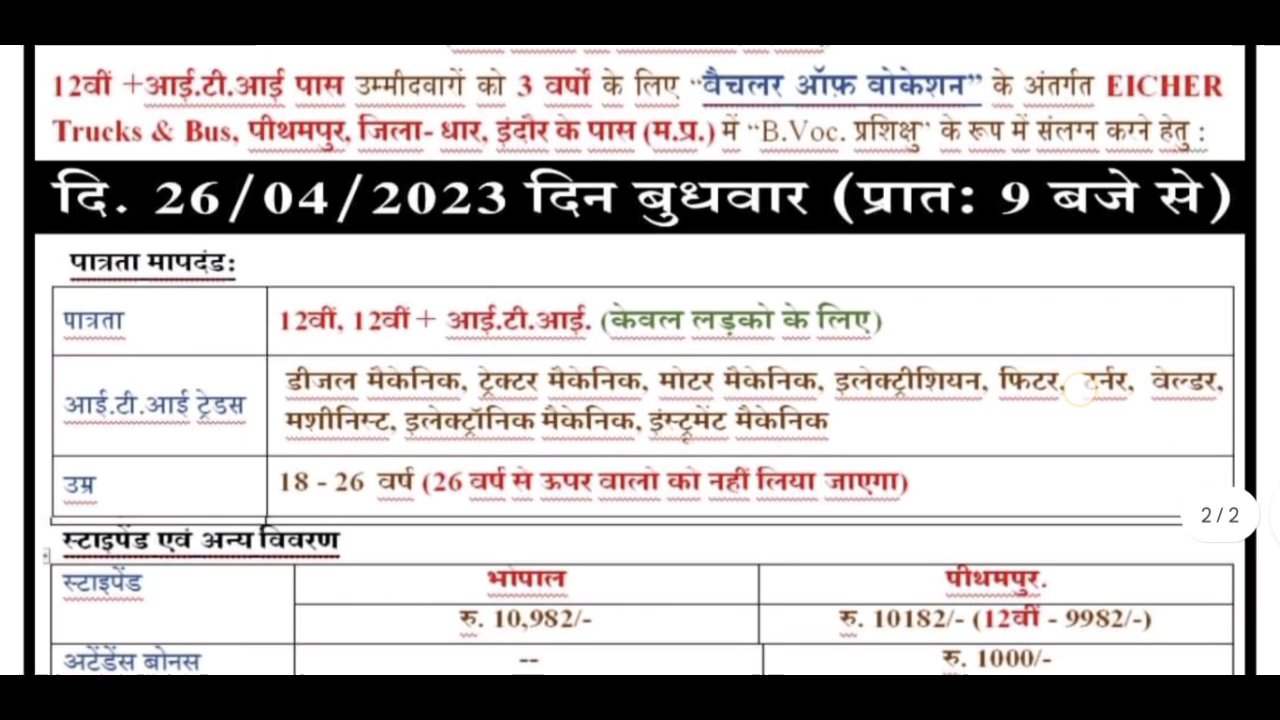 12वीं +आई.टी.आई पास उम्मीदवारों को 3 वर्षों के लिए “बैचलर ऑफ़ वोकेशन” के अंतर्गत EICHER
Trucks & Bus, पीथमपुर, जिला- धार, इंदौर के पास (म.प्र.) में “B.Voc. प्रशिक्षु” के रूप में संलग्न करने हेतु :
दि. 26/04/2023 दिन बुधवार (प्रात: 9 बजे से)
पात्रता मापदंड:
पात्रता 12वीं, 12वीं + आई.टी.आई. (केवल लड़को के लिए)
आई.टी.आई ट्रेडस डीजल मैकेनिक, ट्रेक्टर मैकेनिक, मोटर मैकेनिक, इलेक्ट्रीशियन, फिटर, टर्नर, वेल्डर,
मशीनिस्ट, इलेक्ट्रॉनिक मैकेनिक, इंस्ट्रूमेंट मैकेनिक
उम्र 18 - 26 वर्ष (26 वर्ष से ऊपर वालो को नहीं लिया जाएगा)
2/2
स्टाइपेंड एवं अन्य विवरण
स्टाइपेंड भोपाल पीथमपुर.
रु. 10,982/- रु. 10182/- (12वीं - 9982/-)
अटेंडेंस बोनस -- रु. 1000/-